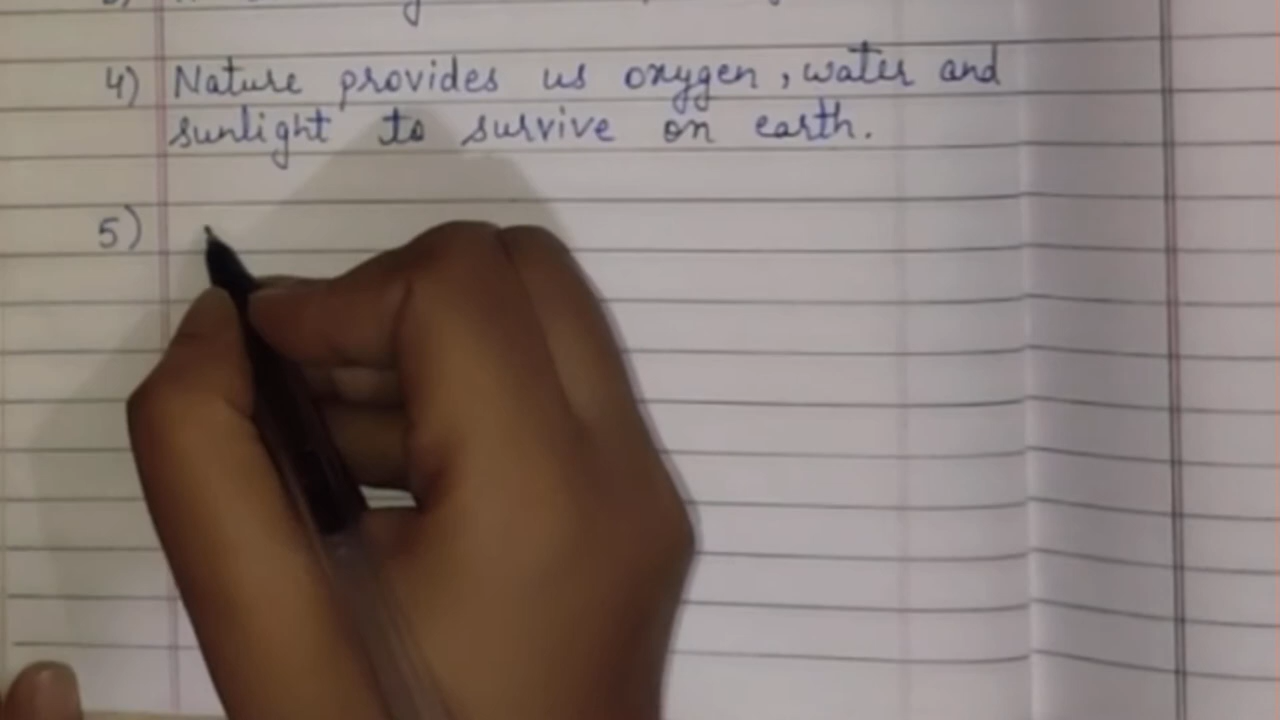 4) Nature provides us oxygen, water and
sunlight to survive on earth.
5)